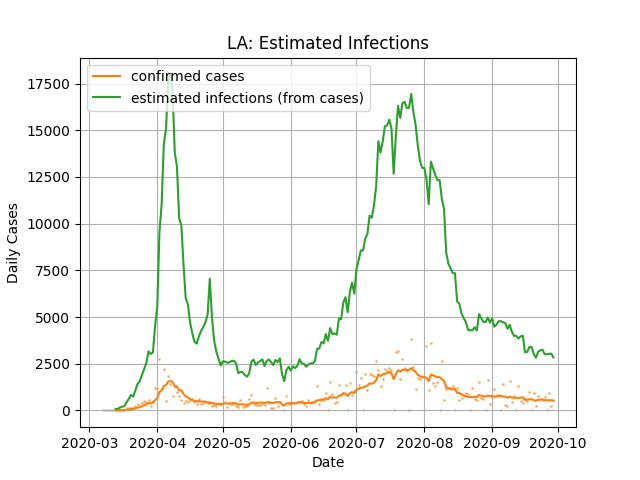 LA: Estimated Infections
confirmed cases
estimated infections (from cases)
Daily Cases
17500
15000
12500
10000
7500
5000
2500
0
2020-03 2020-04 2020-05 2020-06 2020-07 2020-08 2020-09 2020-10
Date